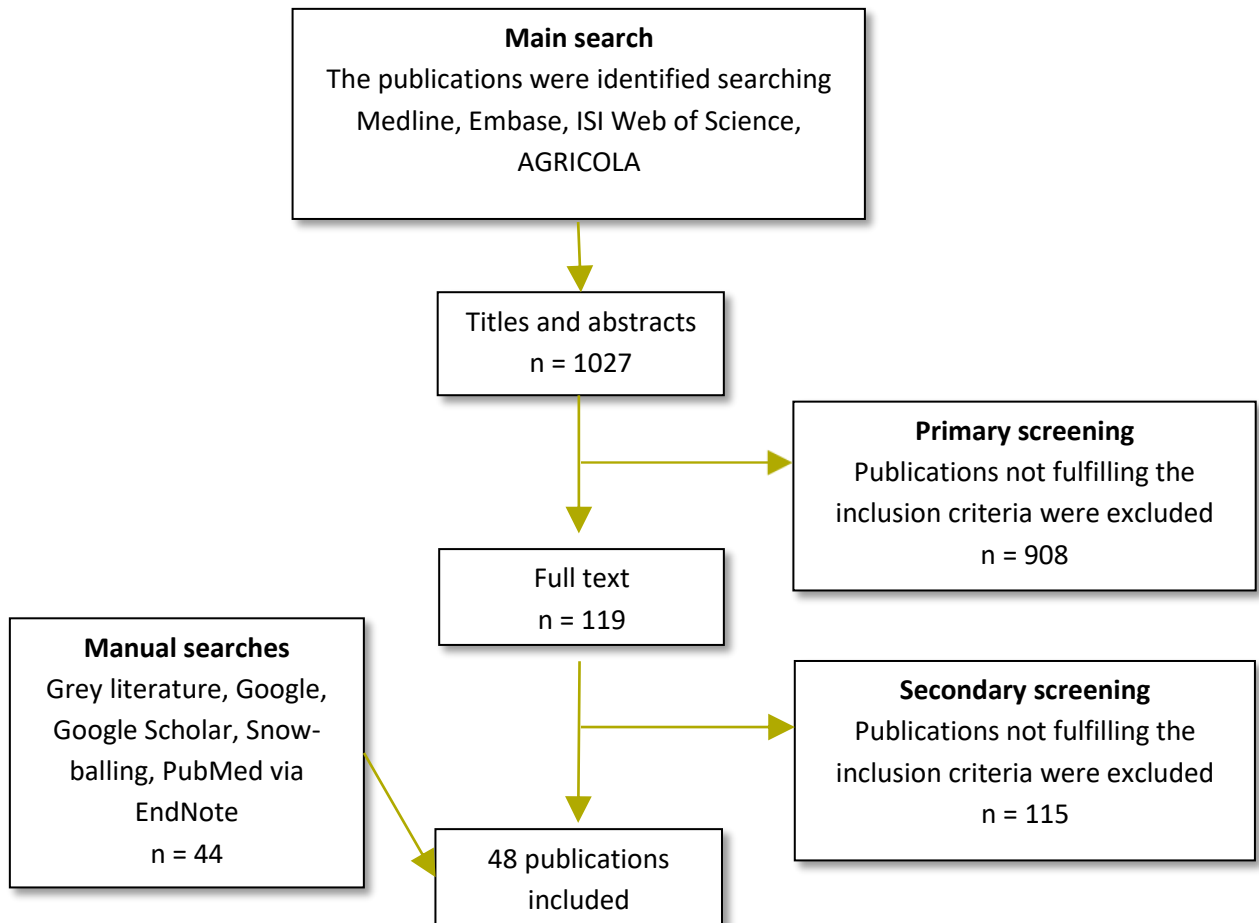 Main search
The publications were identified searching
Medline, Embase, ISI Web of Science,
AGRICOLA
Titles and abstracts
n = 1027
Primary screening
Publications not fulfilling the
inclusion criteria were excluded
n = 908
Full text
n = 119
Manual searches
Grey literature, Google,
Google Scholar, Snow-
balling, PubMed via
EndNote
n = 44
Secondary screening
Publications not fulfilling the
inclusion criteria were excluded
n = 115
48 publications
included